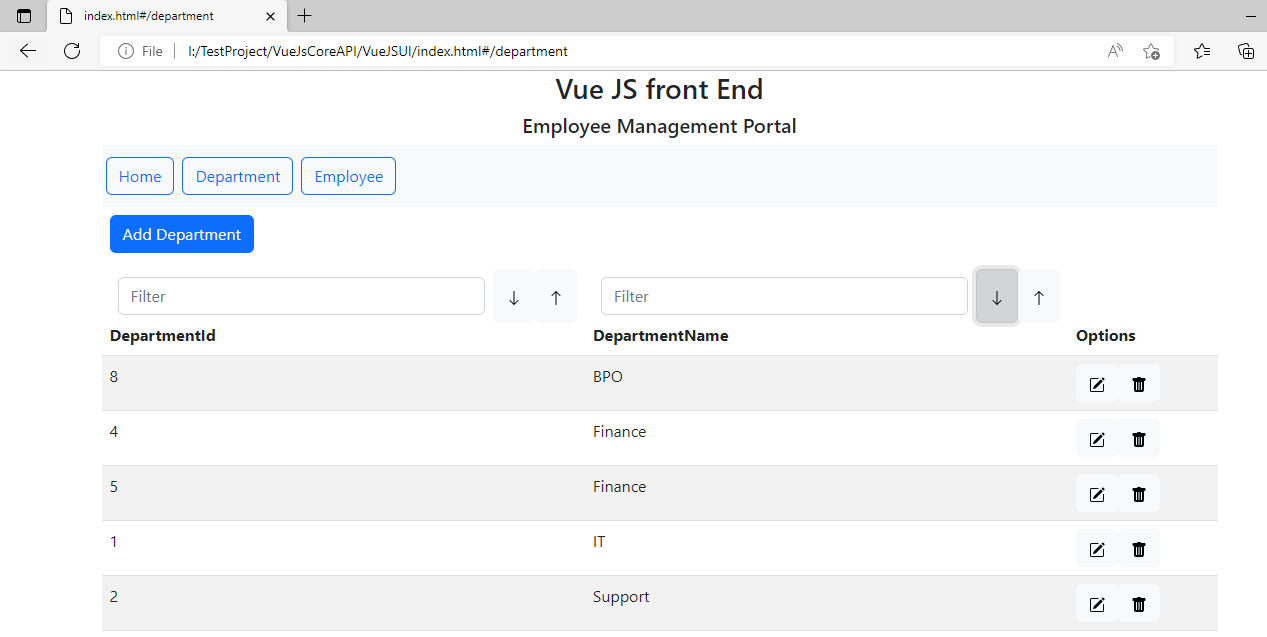 index.html#/department
File I:/TestProject/VueJsCoreAPI/VueJSUI/index.html#/department
Vue JS front End
Employee Management Portal
Home Department Employee
Add Department
Filter Filter
DepartmentId DepartmentName Options
8 BPO
4 Finance
5 Finance
1 IT
2 Support